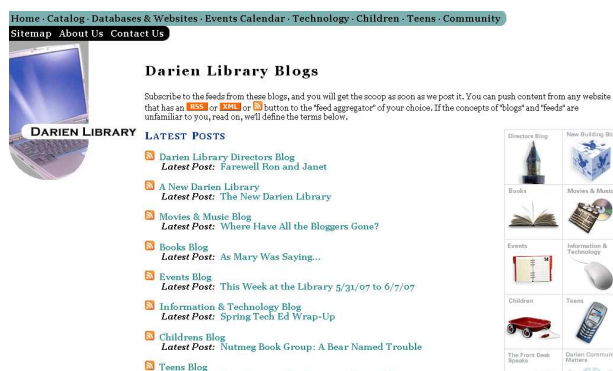 Home · Catalog · Databases & Websites · Events Calendar · Technology · Children · Teens · Community
Sitemap About Us Contact Us
DARIEN LIBRARY
Darien Library Blogs
Subscribe to the feeds from these blogs, and you will get the scoop as soon as we post it. You can push content from any website
that has an RSS or XML or button to the "feed aggregator" of your choice. If the concepts of "blogs" and "feeds" are
unfamiliar to you, read on, we'll define the terms below.
LATEST POSTS
Darien Library Directors Blog
Latest Post: Farewell Ron and Janet
A New Darien Library
Latest Post: The New Darien Library
Movies & Music Blog
Latest Post: Where Have All the Bloggers Gone?
Books Blog
Latest Post: As Mary Was Saying...
Events Blog
Latest Post: This Week at the Library 5/31/07 to 6/7/07
Information & Technology Blog
Latest Post: Spring Tech Ed Wrap-Up
Childrens Blog
Latest Post: Nutmeg Book Group: A Bear Named Trouble
Teens Blog
Directors Blog
New Building Bl
Books
Movies & Music
Events
Information &
Technology
Children
Teens
The Front Desk
Speaks
Darien Commun
Matters